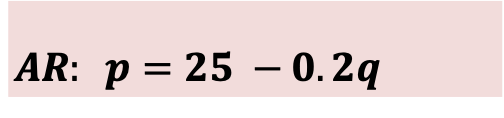 AR: p = 25 − 0.2q